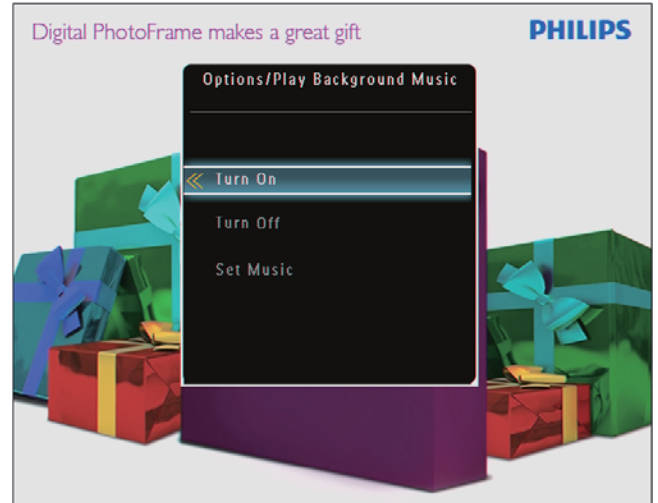 Digital PhotoFrame makes a great gift
PHILIPS
Options/Play Background Music
Turn On
Turn Off
Set Music